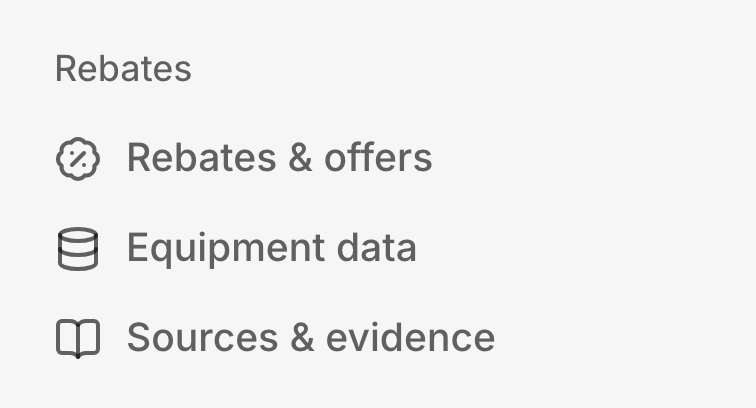 Rebates
Rebates & offers
Equipment data
Sources & evidence